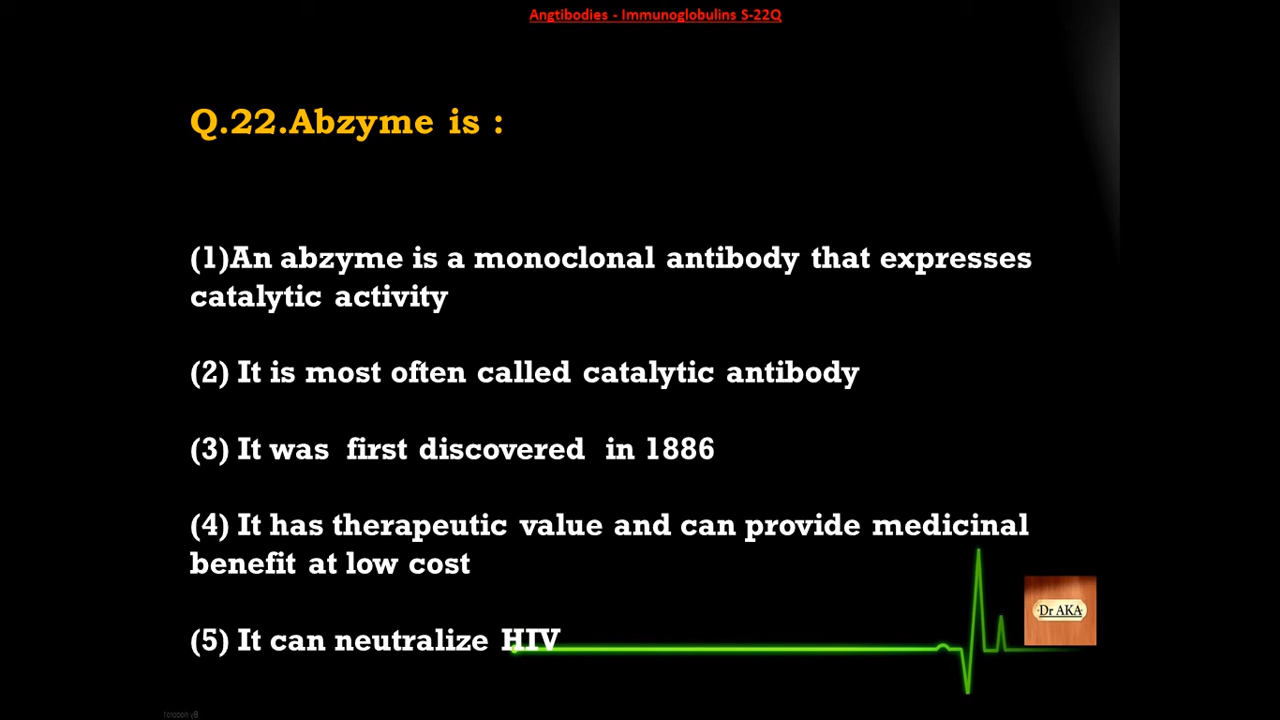 Angtibodies - Immunoglobulins S-22Q
Q.22.Abzyme is :
(1)An abzyme is a monoclonal antibody that expresses
catalytic activity
(2) It is most often called catalytic antibody
(3) It was first discovered in 1886
(4) It has therapeutic value and can provide medicinal
benefit at low cost
Dr AKA
(5) It can neutralize HIV